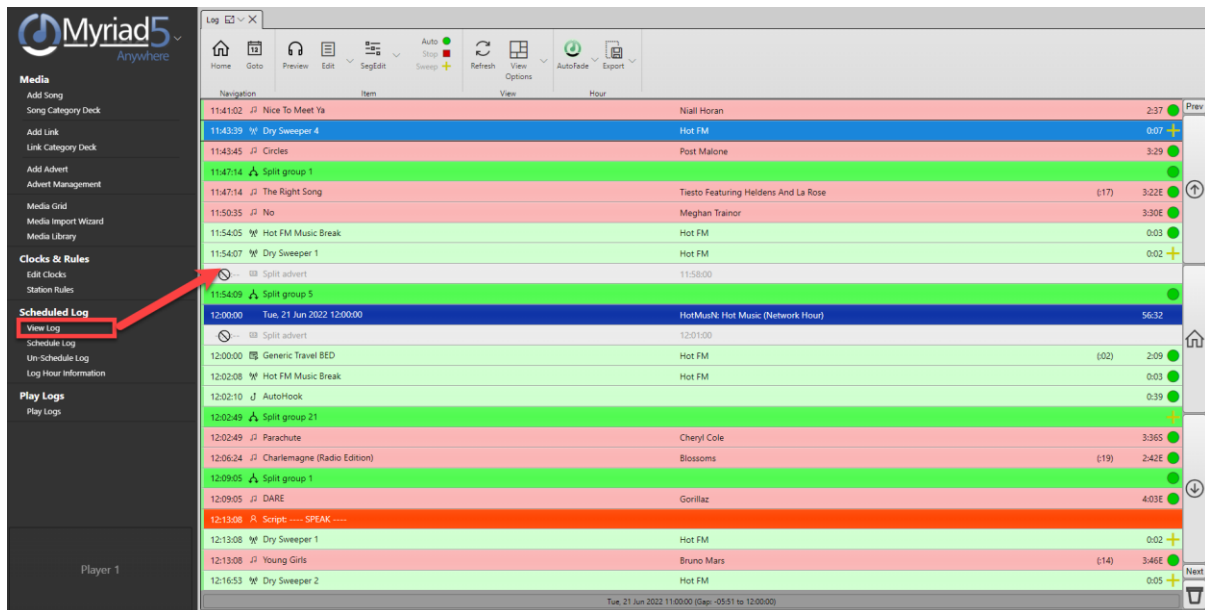 Myriad5
Anywhere
Media
Add Song
Song Category Deck
Add Link
Link Category Deck
Add Advert
Advert Management
Media Grid
Media Import Wizard
Media Library
Clocks & Rules
Edit Clocks
Station Rules
Scheduled Log
View Log
Schedule Log
Un-Schedule Log
Log Hour Information
Play Logs
Play Logs
Player 1
Log
Home Goto Preview Edit SegEdit Auto Stop Sweep Refresh View Options AutoFade Export
Navigation Item View Hour
11:41:02 Nice To Meet Ya Niall Horan 2:37
11:43:39 Dry Sweeper 4 Hot FM 0:07
11:43:45 Circles Post Malone 3:29
11:47:14 Split group 1
11:47:14 The Right Song Tiesto Featuring Heldens And La Rose (:17) 3:22E
11:50:35 No Meghan Trainor 3:30E
11:54:05 Hot FM Music Break Hot FM 0:03
11:54:07 Dry Sweeper 1 Hot FM 0:02
Split advert 11:58:00
11:54:09 Split group 5
12:00:00 Tue, 21 Jun 2022 12:00:00 HotMusN: Hot Music (Network Hour) 56:32
Split advert 12:01:00
12:00:00 Generic Travel BED Hot FM (:02) 2:09
12:02:08 Hot FM Music Break Hot FM 0:03
12:02:10 AutoHook 0:39
12:02:49 Split group 21
12:02:49 Parachute Cheryl Cole 3:36S
12:06:24 Charlemagne (Radio Edition) Blossoms (:19) 2:42E
12:09:05 Split group 1
12:09:05 DARE Gorillaz 4:03E
12:13:08 Script: ---- SPEAK ----
12:13:08 Dry Sweeper 1 Hot FM 0:02
12:13:08 Young Girls Bruno Mars (:14) 3:46E
12:16:53 Dry Sweeper 2 Hot FM 0:05
Tue, 21 Jun 2022 11:00:00 (Gap: -05:51 to 12:00:00)
Prev
Next